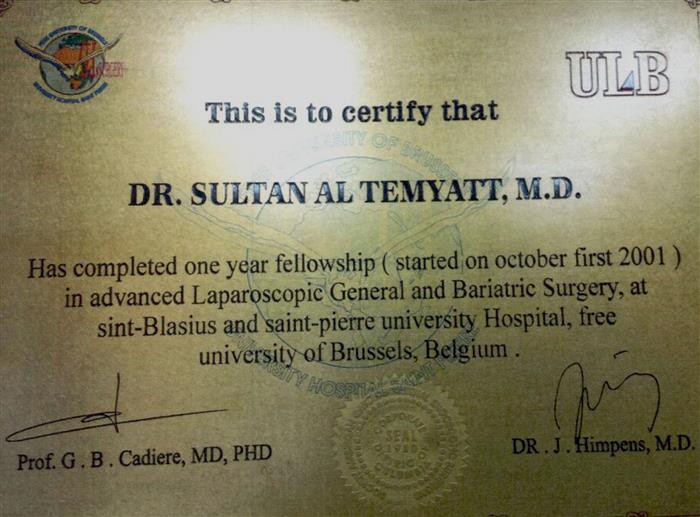 ULB
This is to certify that
DR. SULTAN AL TEMYATT, M.D.
Has completed one year fellowship ( started on october first 2001 )
in advanced Laparoscopic General and Bariatric Surgery, at
sint-Blasius and saint-pierre university Hospital, free
university of Brussels, Belgium .
Prof. G . B . Cadiere, MD, PHD
DR . J . Himpens, M.D.
SEAL